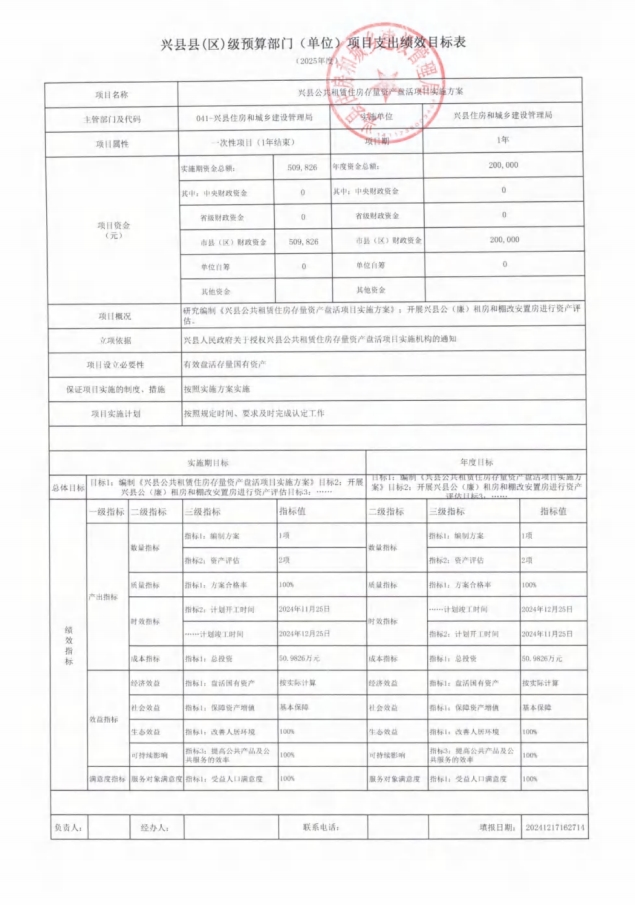 兴县县(区)级预算部门（单位）项目支出绩效目标表
（2025年度
项目名称 兴县公共租赁住房存量资产盘活项目实施方案
主管部门及代码 041-兴县住房和城乡建设管理局 实施单位 兴县住房和城乡建设管理局
项目属性 一次性项目（1年结束） 项目期 1年
项目资金
（元）
实施期资金总额： 509,826 年度资金总额： 200,000
其中：中央财政资金 0 其中：中央财政资金 0
省级财政资金 0 省级财政资金 0
市县（区）财政资金 509,826 市县（区）财政资金 200,000
单位自筹 0 单位自筹 0
其他资金 其他资金
项目概况 研究编制《兴县公共租赁住房存量资产盘活项目实施方案》；开展兴县公（廉）租房和棚改安置房进行资产评
估。
立项依据 兴县人民政府关于授权兴县公共租赁住房存量资产盘活项目实施机构的通知
项目设立必要性 有效盘活存量国有资产
保证项目实施的制度、措施 按照实施方案实施
项目实施计划 按照规定时间、要求及时完成认定工作
实施期目标 年度目标
总体目标
目标1：编制《兴县公共租赁住房存量资产盘活项目实施方案》目标2：开展
兴县公（廉）租房和棚改安置房进行资产评估目标3：……
目标1：编制《兴县公共租赁住房存量资产盘活项目实施方
案》目标2：开展兴县公（廉）租房和棚改安置房进行资产
评估目标3：……
绩效指标
一级指标 二级指标 三级指标 指标值 二级指标 三级指标 指标值
产出指标
数量指标 指标1：编制方案 1项 数量指标 指标1：编制方案 1项
指标2：资产评估 2项 指标2：资产评估 2项
质量指标 指标1：方案合格率 100% 质量指标 指标1：方案合格率 100%
时效指标 指标2：计划开工时间 2024年11月25日 时效指标 ……计划竣工时间 2024年12月25日
……计划竣工时间 2024年12月25日 指标2：计划开工时间 2024年11月25日
成本指标 指标1：总投资 50.9826万元 成本指标 指标1：总投资 50.9826万元
效益指标
经济效益 指标1：盘活国有资产 按实际计算 经济效益 指标1：盘活国有资产 按实际计算
社会效益 指标1：保障资产增值 基本保障 社会效益 指标1：保障资产增值 基本保障
生态效益 指标1：改善人居环境 100% 生态效益 指标1：改善人居环境 100%
可持续影响 指标3：提高公共产品及公
共服务的效率 100% 可持续影响 指标3：提高公共产品及公
共服务的效率 100%
满意度指标 服务对象满意度 指标1：受益人口满意度 100% 服务对象满意度 指标1：受益人口满意度 100%
负责人： 经办人： 联系电话： 填报日期： 20241217162714